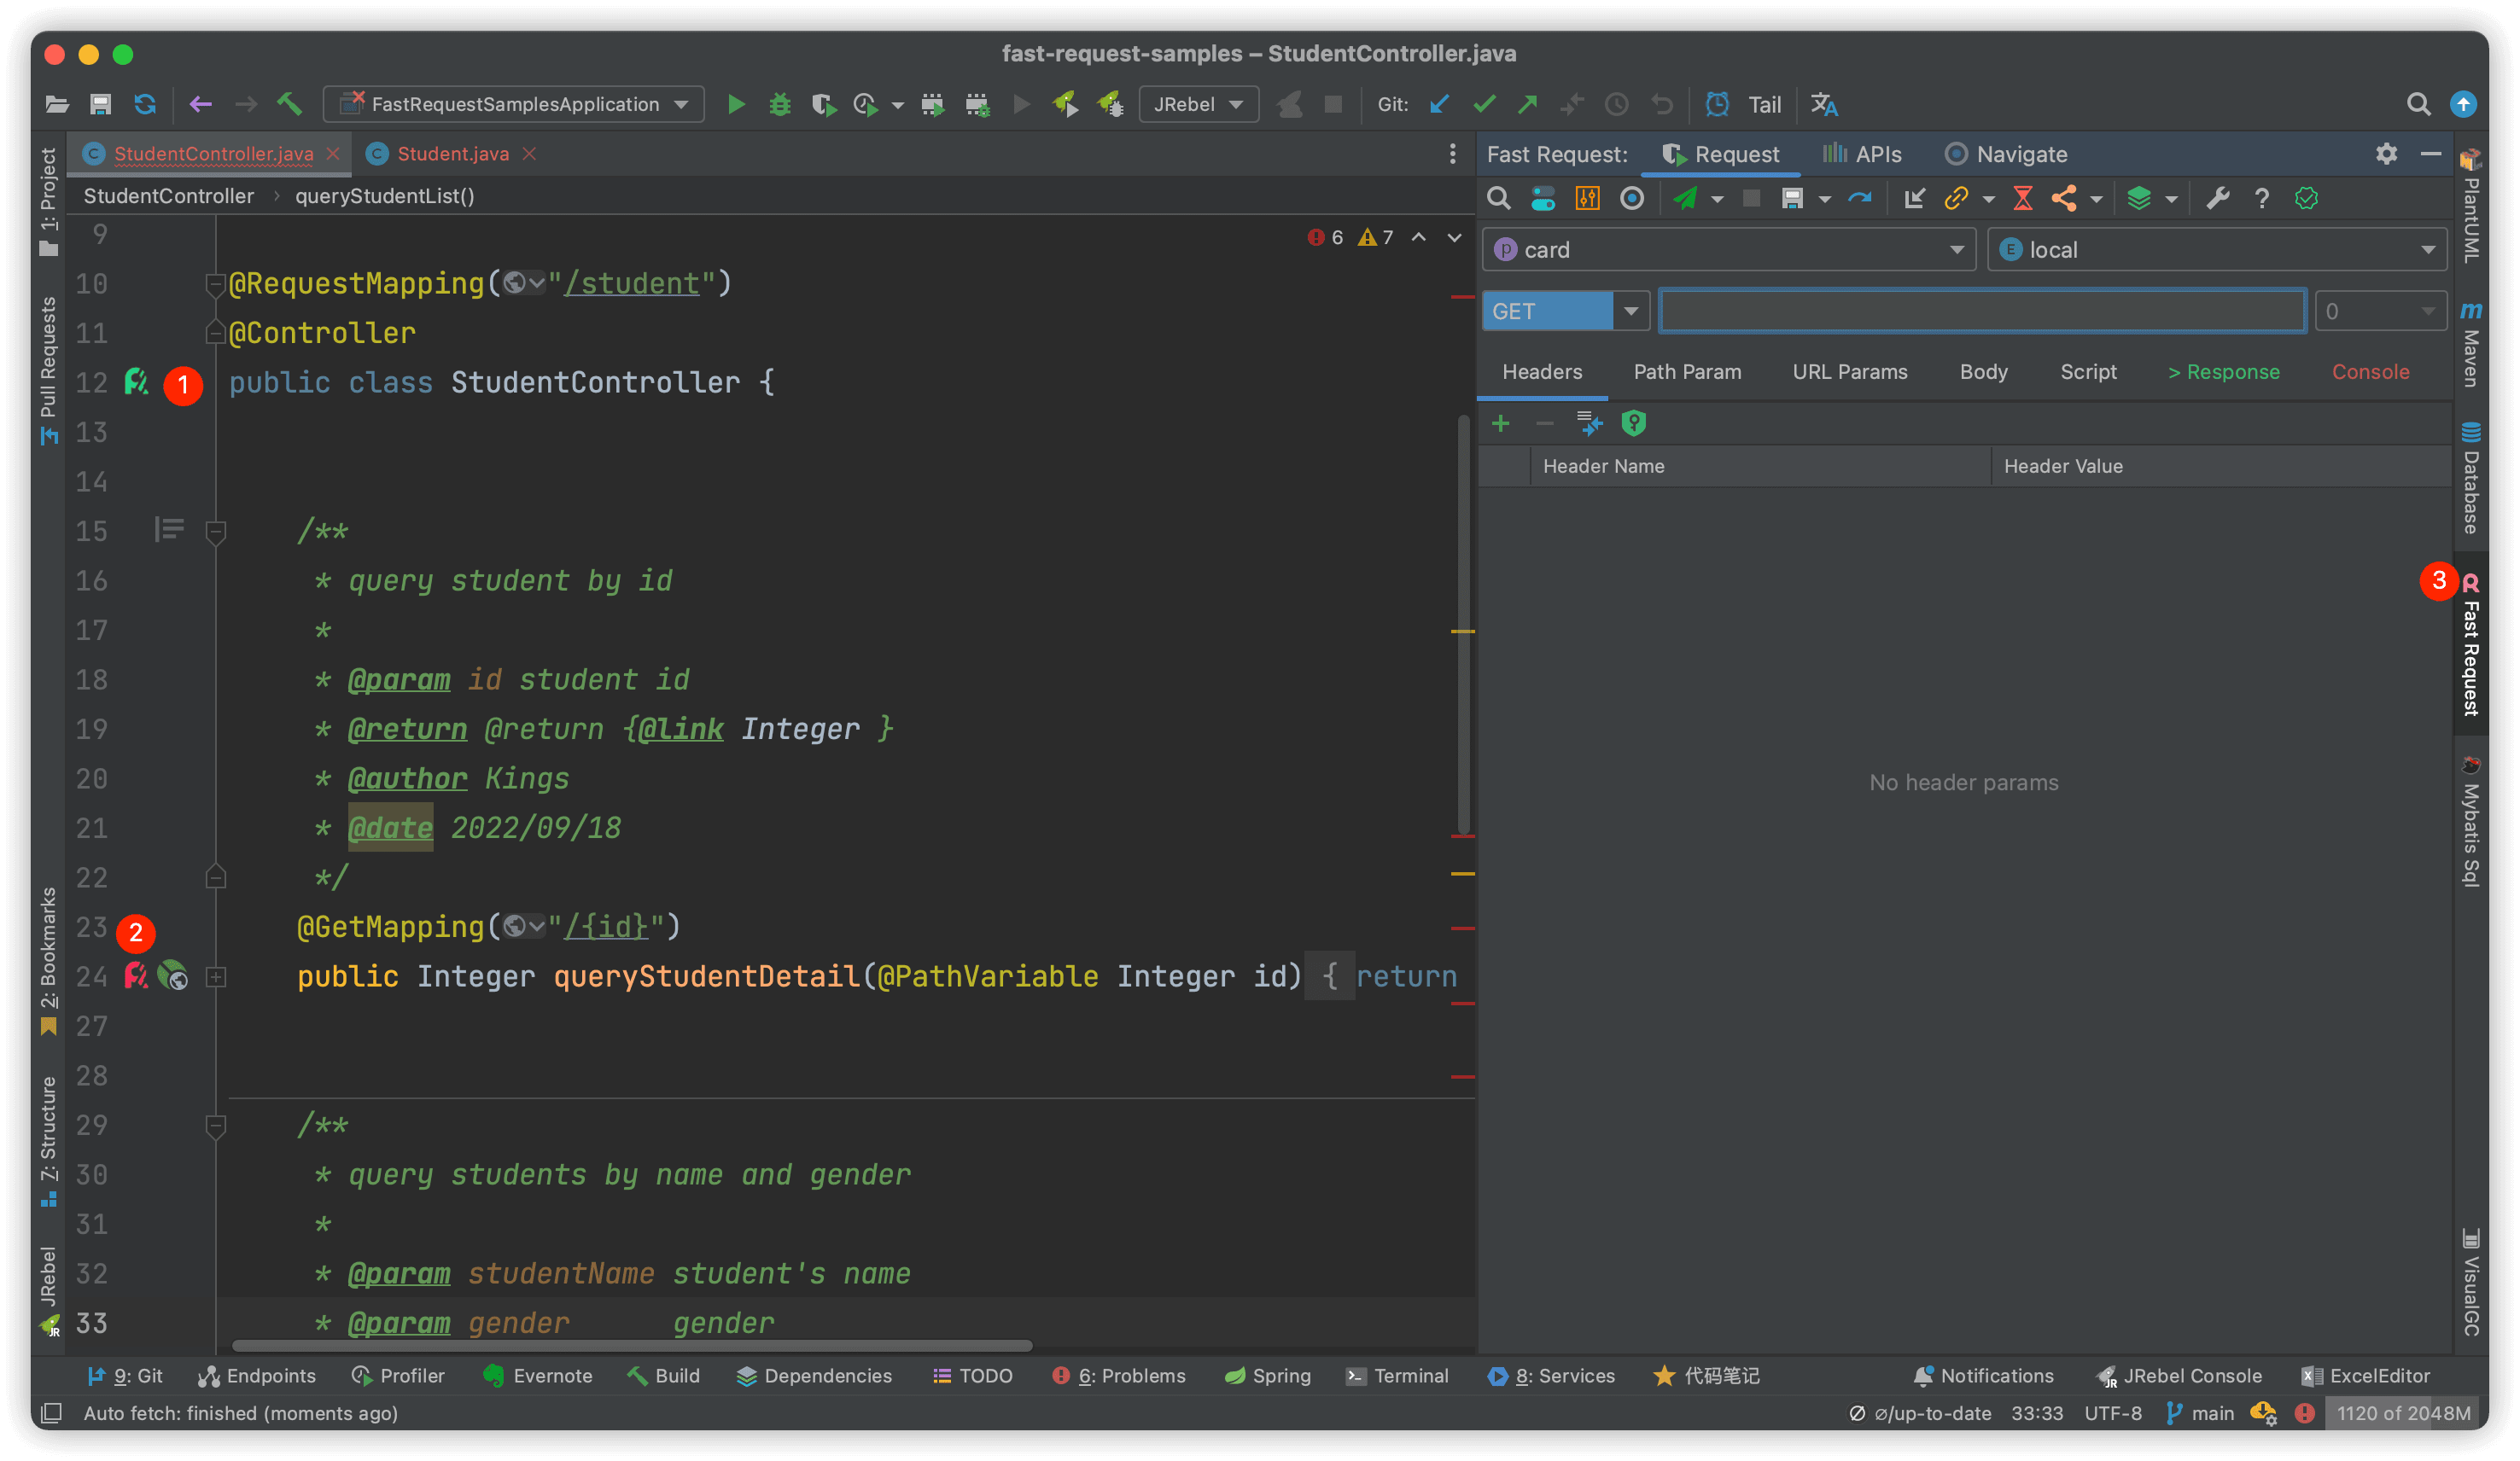 fast-request-samples – StudentController.java
FastRequestSamplesApplication
JRebel
Git:
Tail
1: Project
Pull Requests
2: Bookmarks
7: Structure
JRebel
StudentController.java
Student.java
StudentController › queryStudentList()
6 7
9
10 @RequestMapping("/student")
11 @Controller
12 1 public class StudentController {
13
14
15 /**
16 * query student by id
17 *
18 * @param id student id
19 * @return @return {@link Integer }
20 * @author Kings
21 * @date 2022/09/18
22 */
23 2 @GetMapping("/{id}")
24 public Integer queryStudentDetail(@PathVariable Integer id) { return
27
28
29 /**
30 * query students by name and gender
31 *
32 * @param studentName student's name
33 * @param gender gender
Fast Request: Request APIs Navigate
card local
GET 0
Headers Path Param URL Params Body Script > Response Console
Header Name Header Value
No header params
PlantUML
Maven
Database
3
Fast Request
Mybatis Sql
VisualGC
9: Git Endpoints Profiler Evernote Build Dependencies TODO 6: Problems Spring Terminal 8: Services 代码笔记 Notifications JRebel Console ExcelEditor
Auto fetch: finished (moments ago) ∅/up-to-date 33:33 UTF-8 main 1120 of 2048M